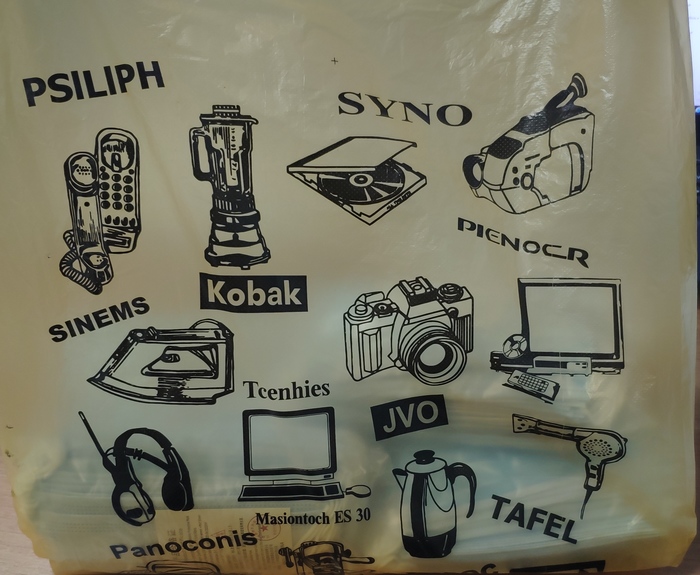 PSILIPH
SYNO
PIENOCR
Kobak
SINEMS
Tcenhies
JVO
TAFEL
Masiontoch ES 30
Panoconis